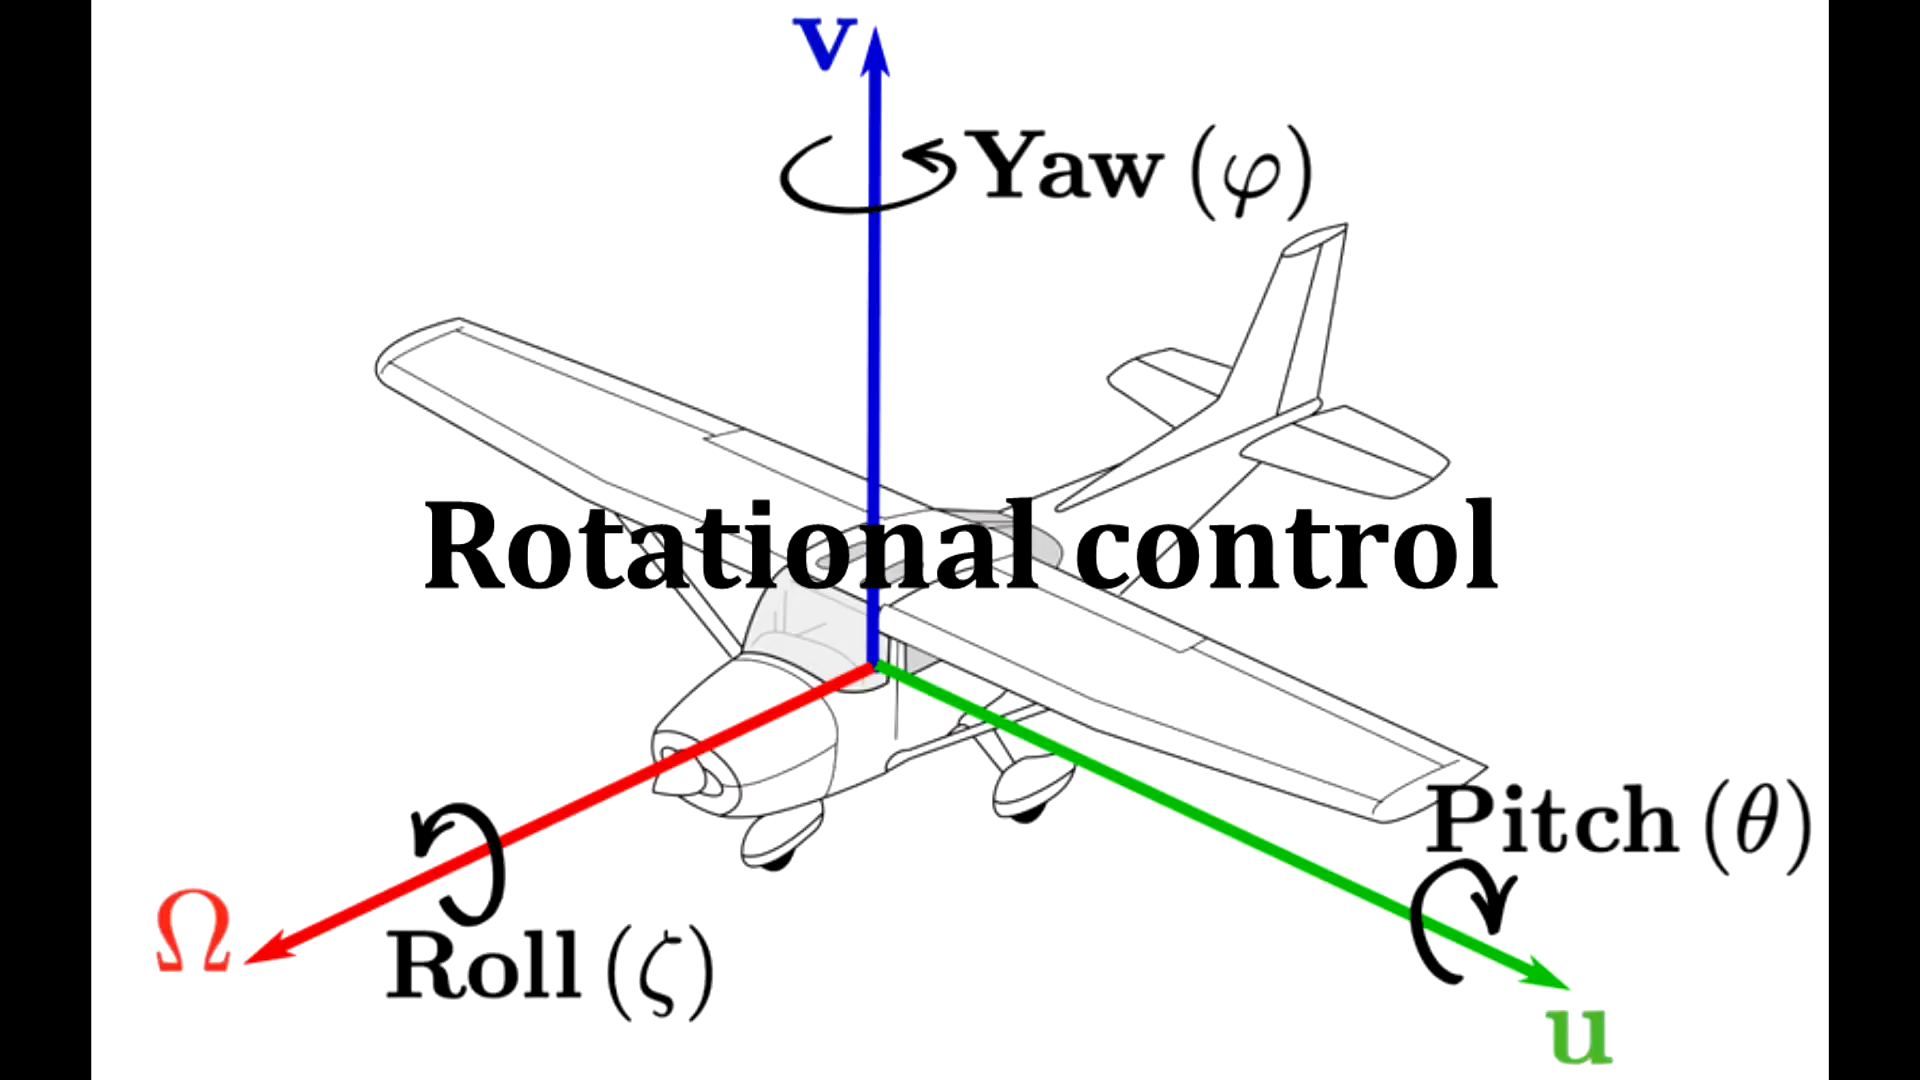 v
Yaw (φ)
Rotational control
Pitch (θ)
Ω
Roll (ζ)
u